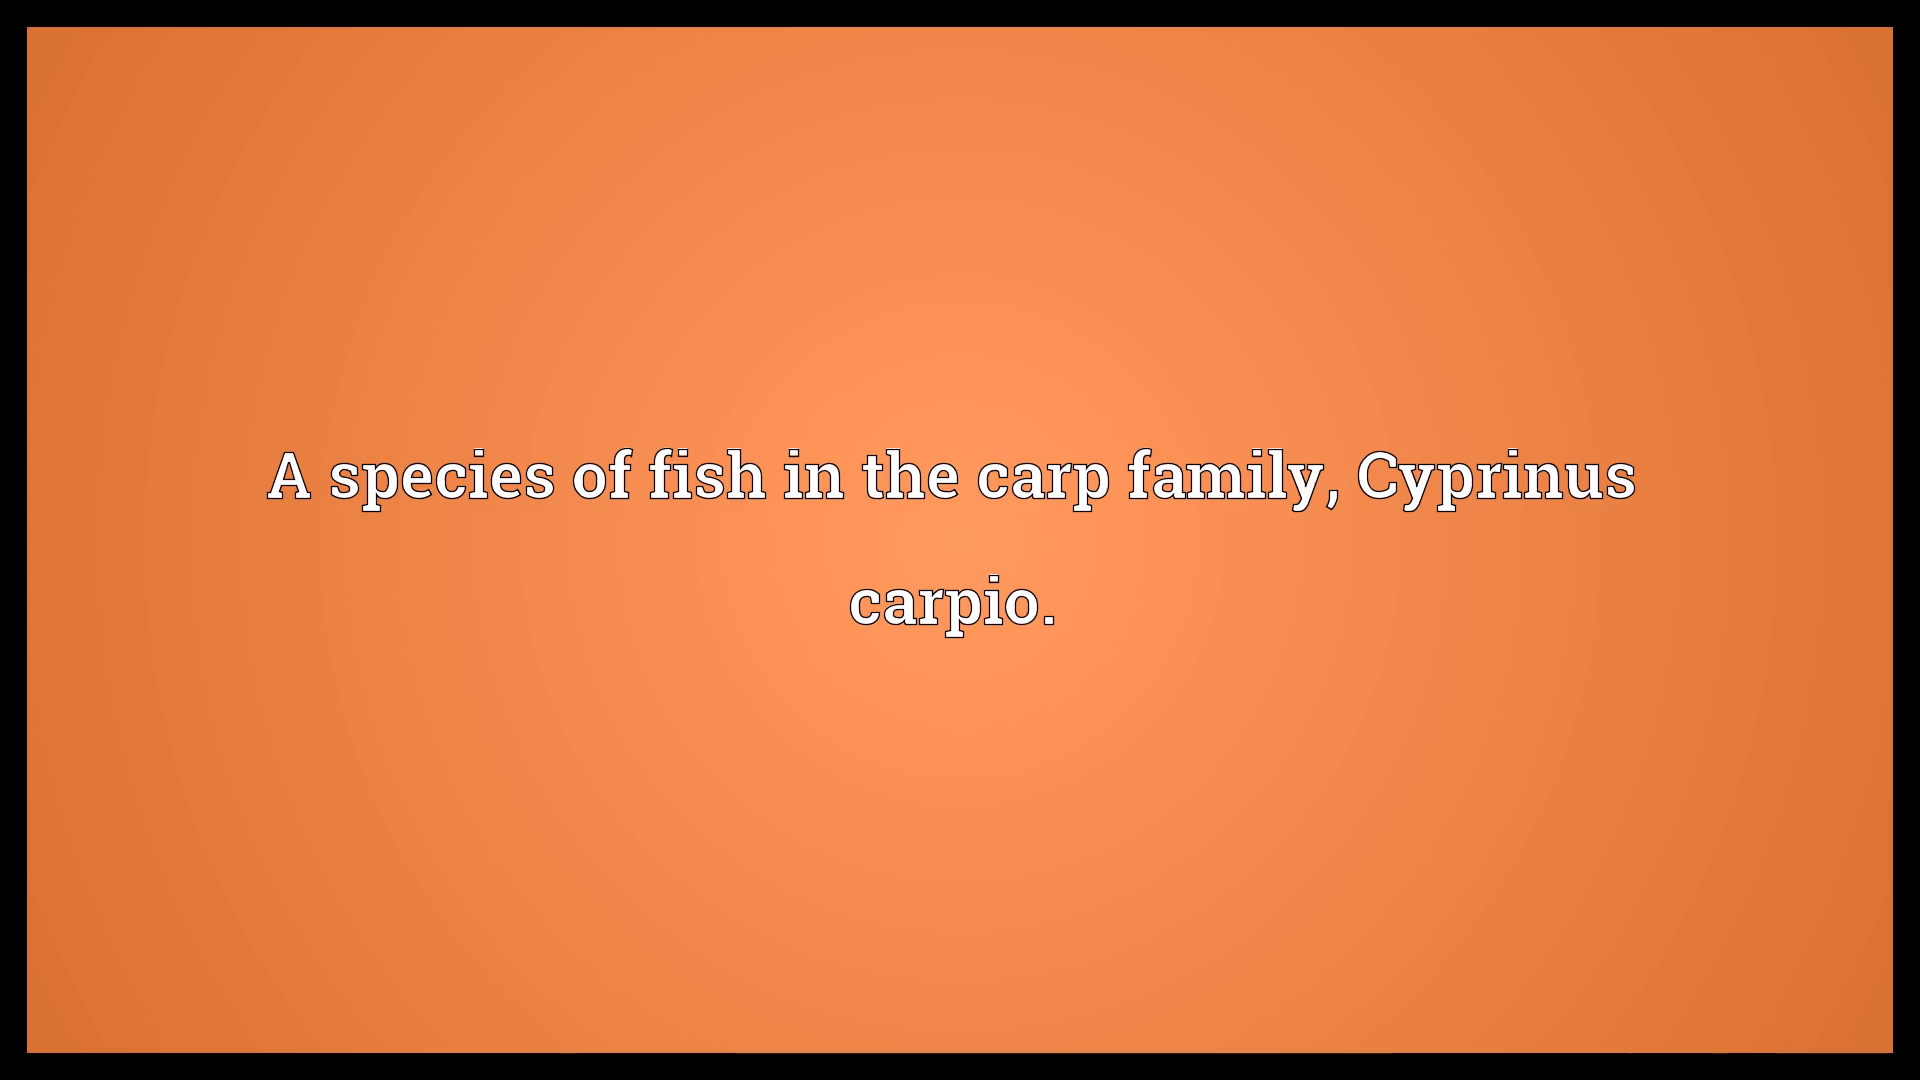 A species of fish in the carp family, Cyprinus
carpio.